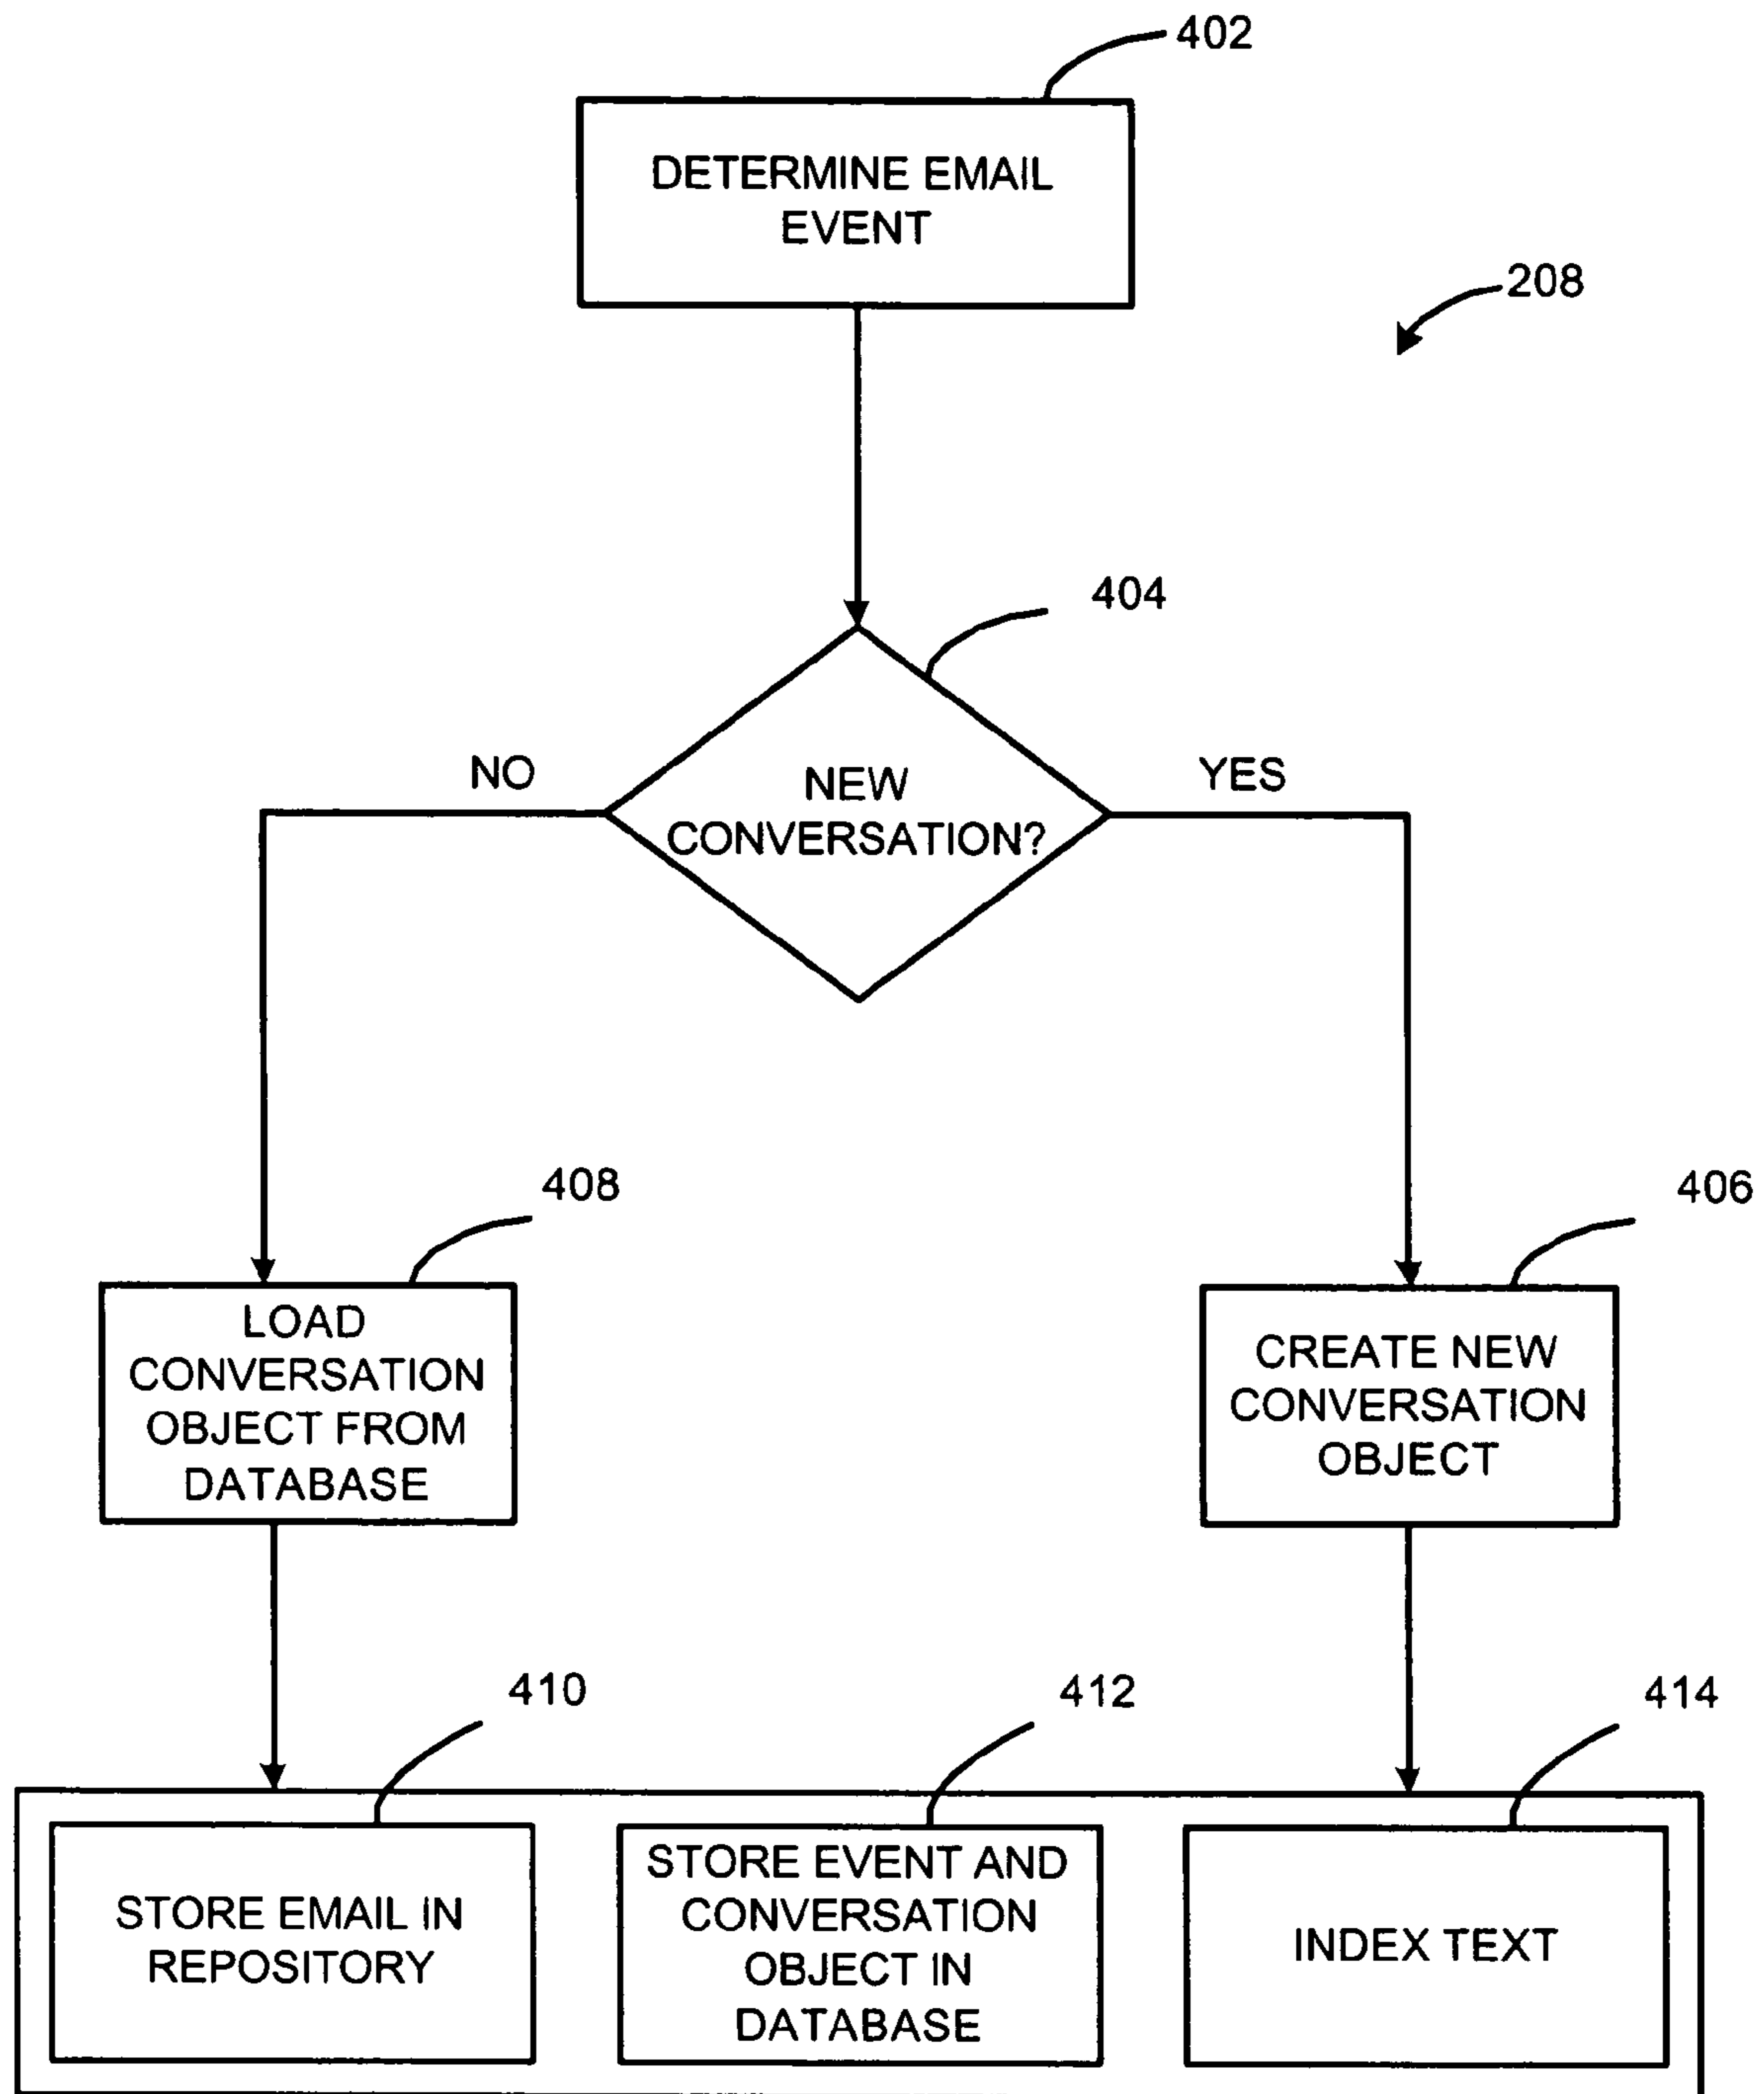 402
DETERMINE EMAIL
EVENT
208
404
NO
YES
NEW
CONVERSATION?
408
406
LOAD
CONVERSATION
OBJECT FROM
DATABASE
CREATE NEW
CONVERSATION
OBJECT
410
412
414
STORE EMAIL IN
REPOSITORY
STORE EVENT AND
CONVERSATION
OBJECT IN
DATABASE
INDEX TEXT